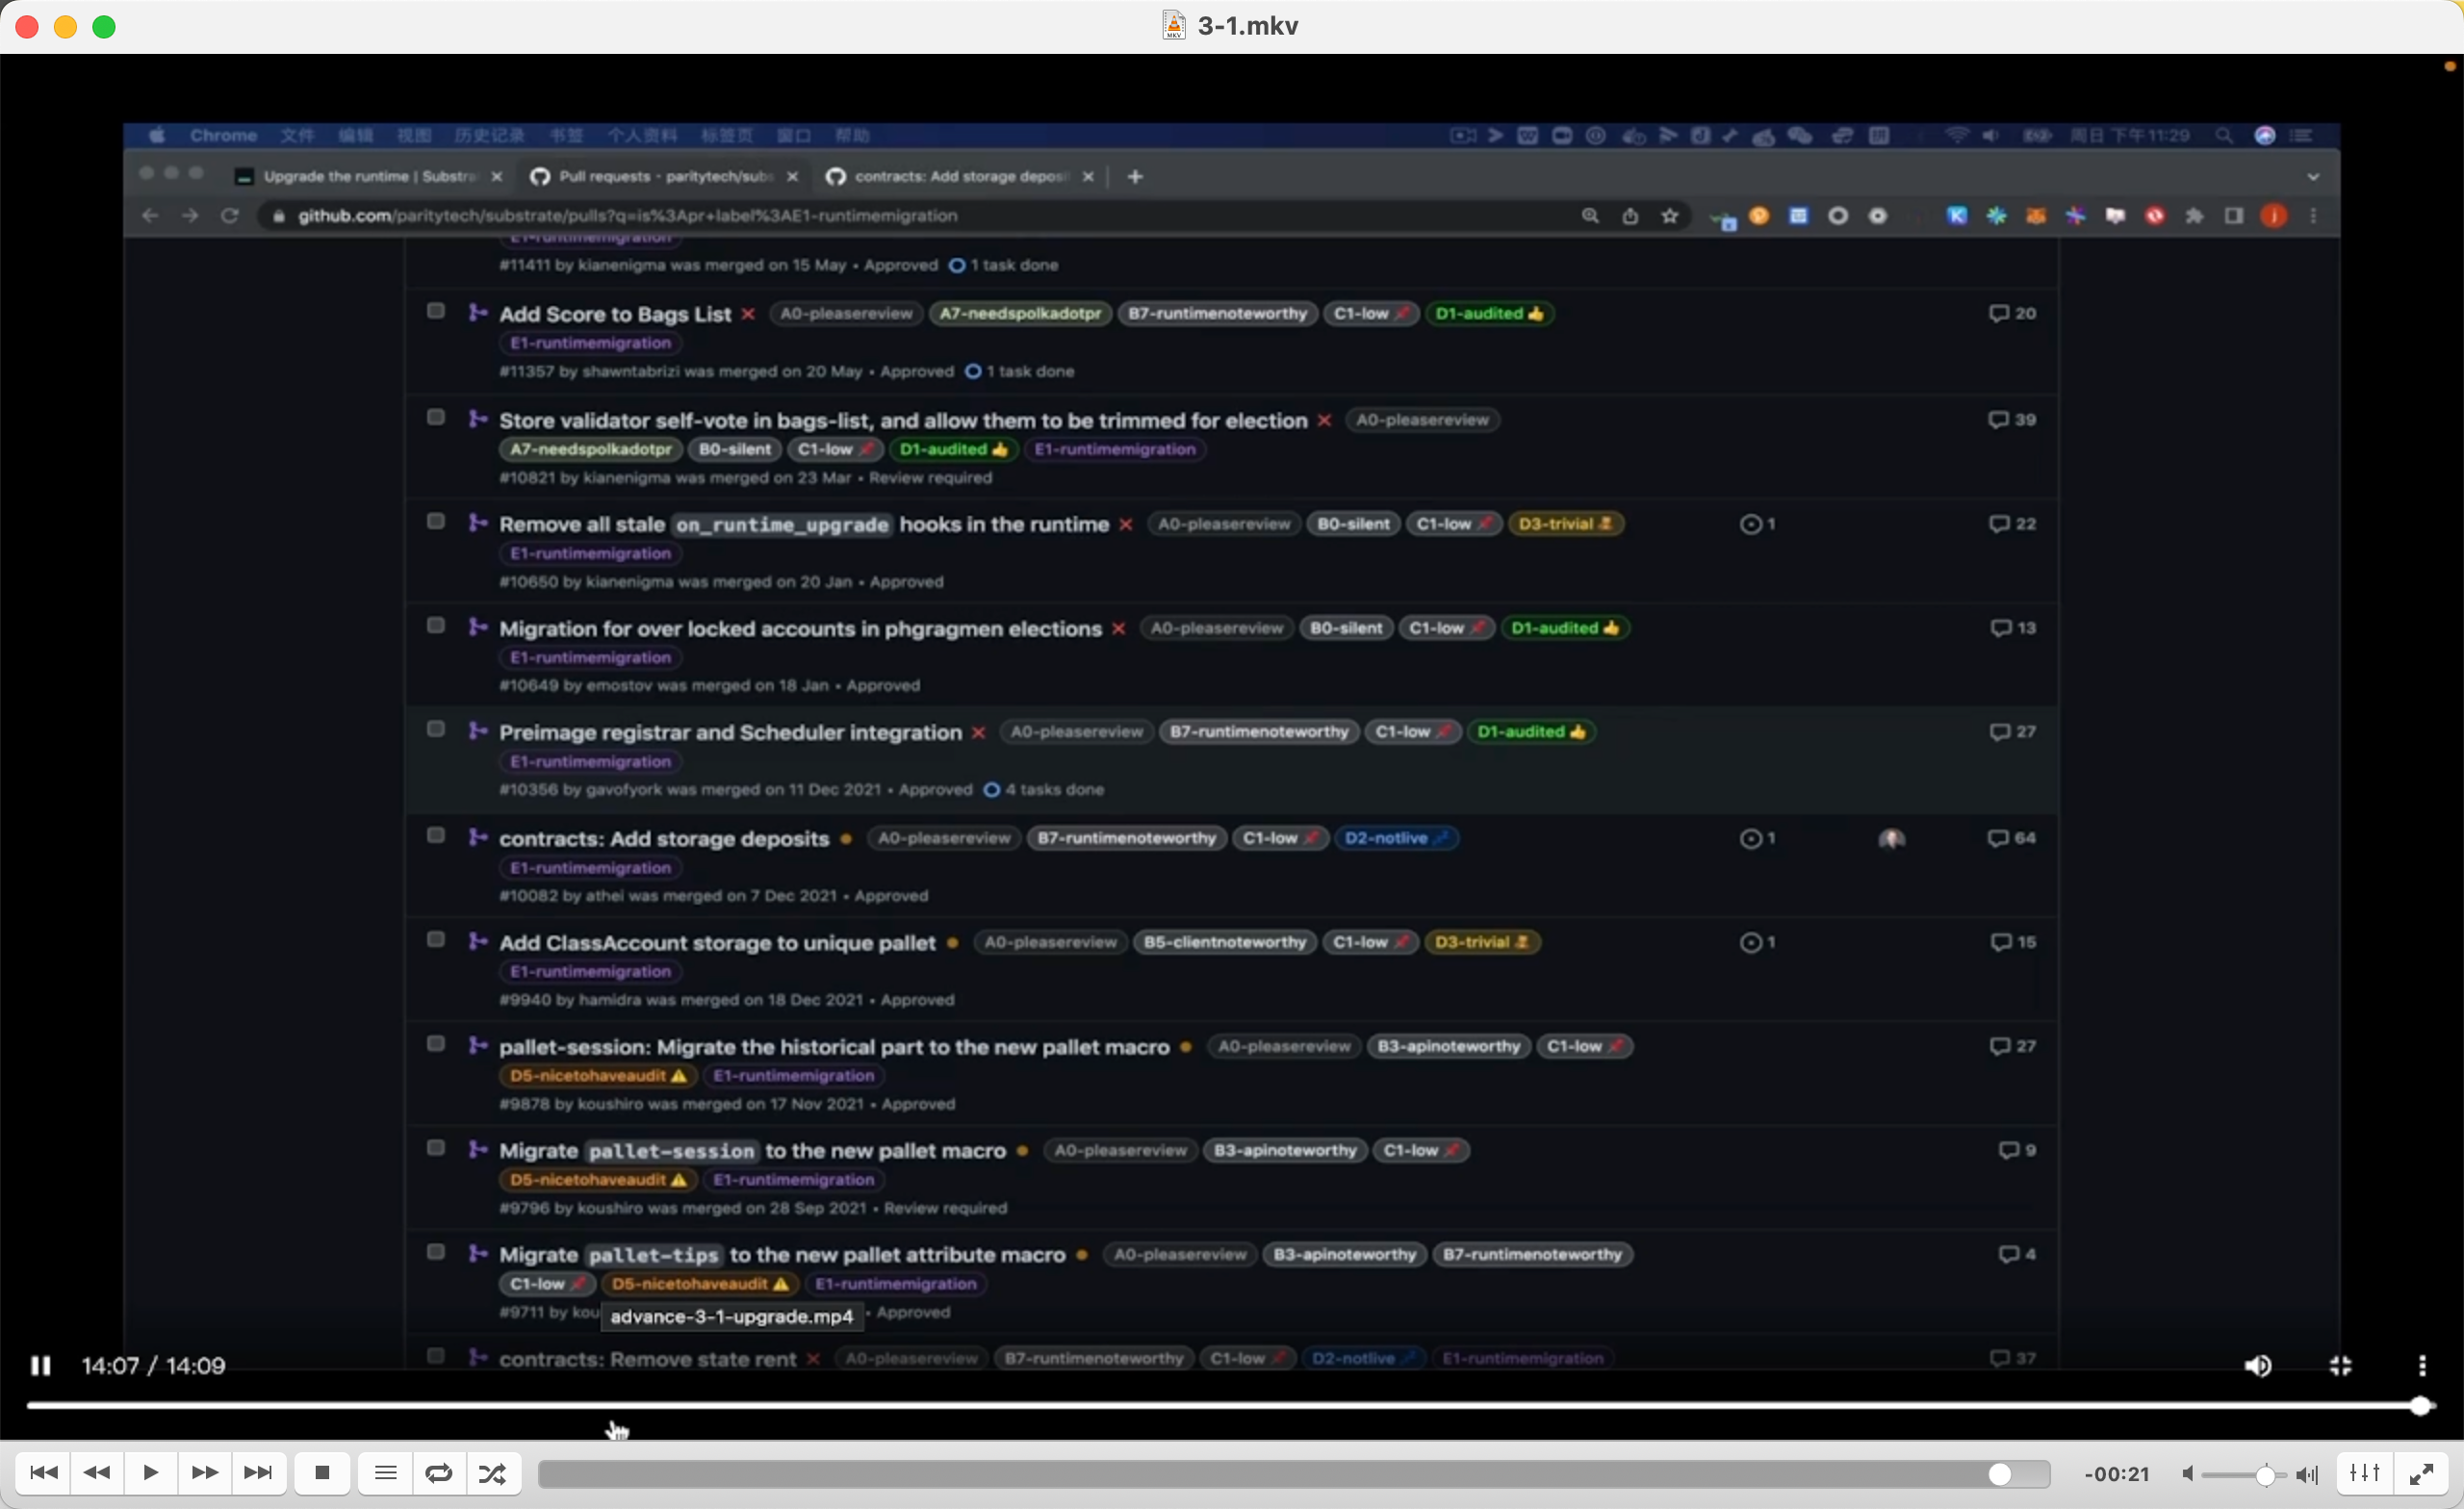 3-1.mkv
Chrome 文件 编辑 视图 历史记录 书签 个人资料 标签页 窗口 帮助 周日 下午11:29
Upgrade the runtime | Substra Pull requests · paritytech/subs contracts: Add storage deposi
github.com/paritytech/substrate/pulls?q=is%3Apr+label%3AE1-runtimemigration
E1-runtimemigration
#11411 by kianenigma was merged on 15 May • Approved 1 task done
Add Score to Bags List A0-pleasereview A7-needspolkadotpr B7-runtimenoteworthy C1-low D1-audited 20
E1-runtimemigration
#11357 by shawntabrizi was merged on 20 May • Approved 1 task done
Store validator self-vote in bags-list, and allow them to be trimmed for election A0-pleasereview 39
A7-needspolkadotpr B0-silent C1-low D1-audited E1-runtimemigration
#10821 by kianenigma was merged on 23 Mar • Review required
Remove all stale on_runtime_upgrade hooks in the runtime A0-pleasereview B0-silent C1-low D3-trivial 1 22
E1-runtimemigration
#10650 by kianenigma was merged on 20 Jan • Approved
Migration for over locked accounts in phgragmen elections A0-pleasereview B0-silent C1-low D1-audited 13
E1-runtimemigration
#10649 by emostov was merged on 18 Jan • Approved
Preimage registrar and Scheduler integration A0-pleasereview B7-runtimenoteworthy C1-low D1-audited 27
E1-runtimemigration
#10356 by gavofyork was merged on 11 Dec 2021 • Approved 4 tasks done
contracts: Add storage deposits A0-pleasereview B7-runtimenoteworthy C1-low D2-notlive 1 64
E1-runtimemigration
#10082 by athei was merged on 7 Dec 2021 • Approved
Add ClassAccount storage to unique pallet A0-pleasereview B5-clientnoteworthy C1-low D3-trivial 1 15
E1-runtimemigration
#9940 by hamidra was merged on 18 Dec 2021 • Approved
pallet-session: Migrate the historical part to the new pallet macro A0-pleasereview B3-apinoteworthy C1-low 27
D5-nicetohaveaudit E1-runtimemigration
#9878 by koushiro was merged on 17 Nov 2021 • Approved
Migrate pallet-session to the new pallet macro A0-pleasereview B3-apinoteworthy C1-low 9
D5-nicetohaveaudit E1-runtimemigration
#9796 by koushiro was merged on 28 Sep 2021 • Review required
Migrate pallet-tips to the new pallet attribute macro A0-pleasereview B3-apinoteworthy B7-runtimenoteworthy 4
C1-low D5-nicetohaveaudit E1-runtimemigration
#9711 by kou advance-3-1-upgrade.mp4 • Approved
contracts: Remove state rent A0-pleasereview B7-runtimenoteworthy C1-low D2-notlive E1-runtimemigration 37
14:07 / 14:09
-00:21